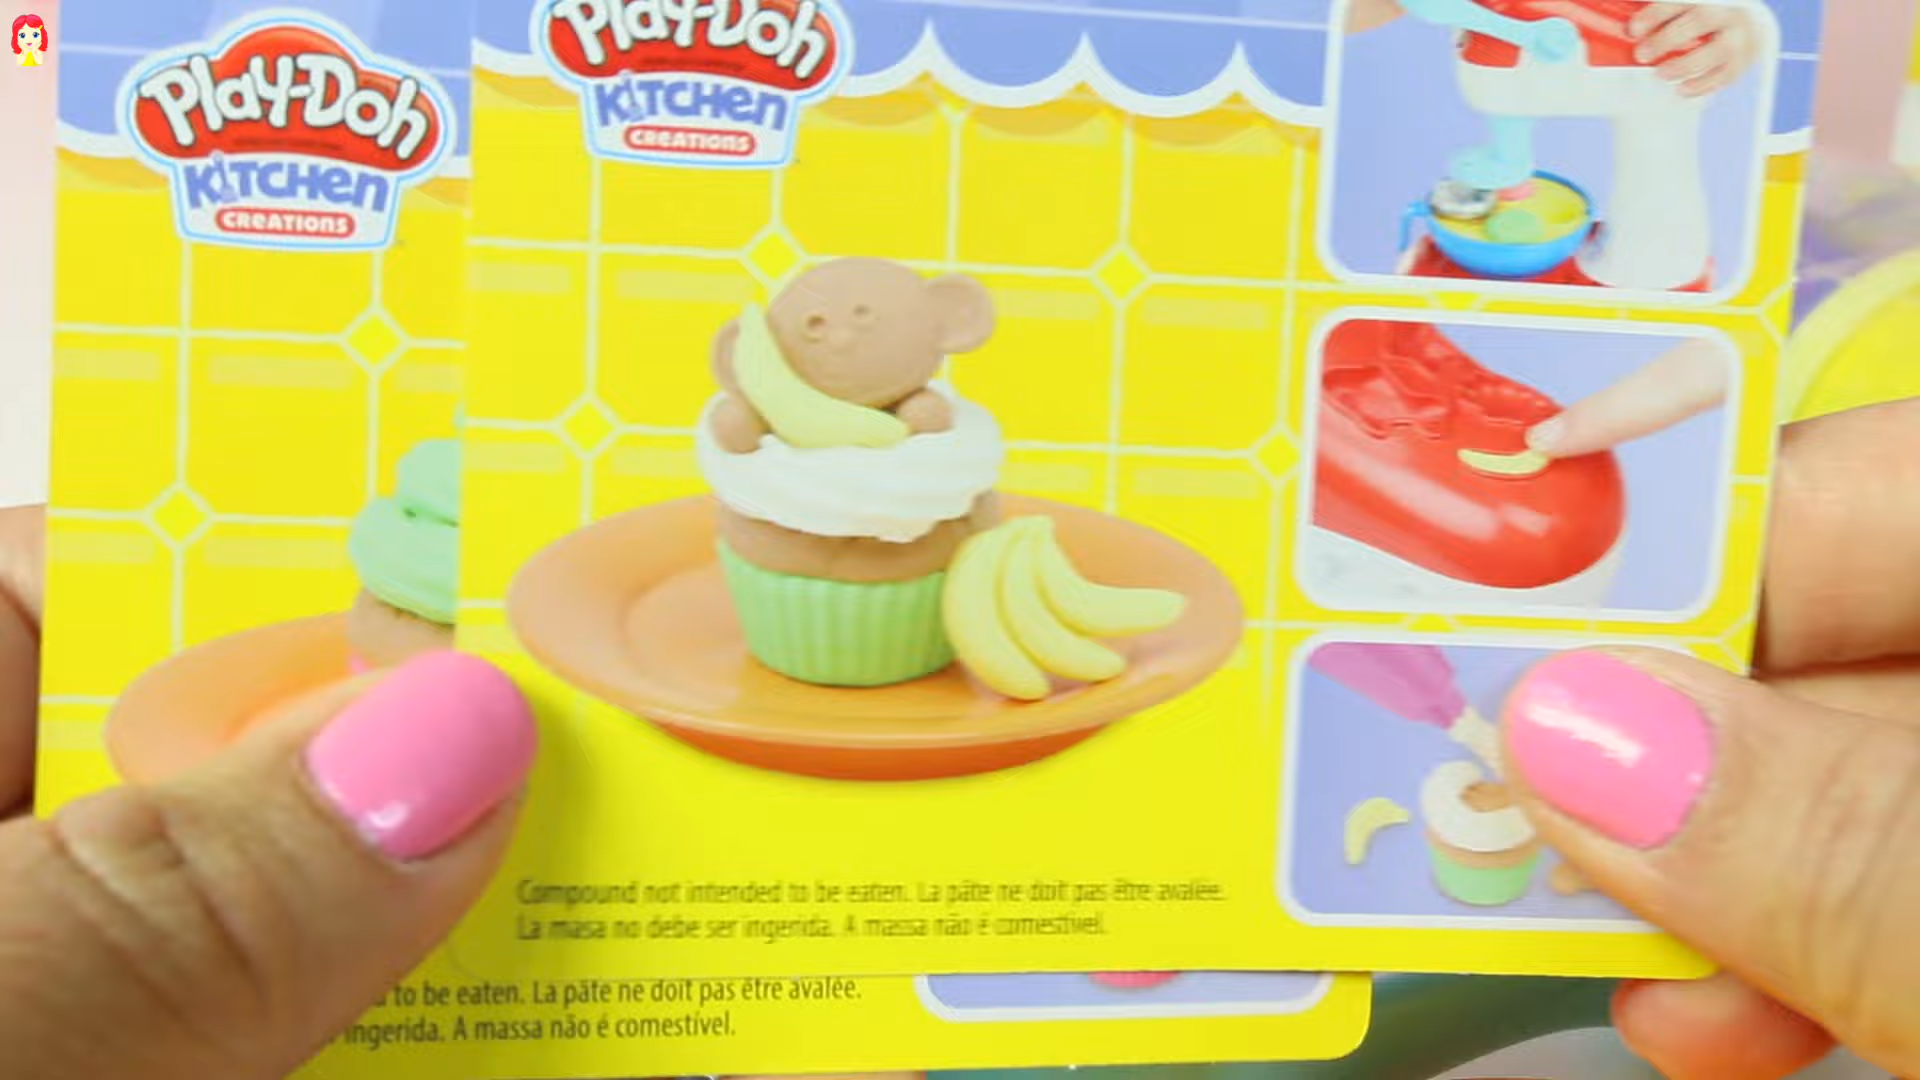 PLAY-DOH
KITCHEN
CREATIONS
PLAY-DOH
KITCHEN
CREATIONS
Compound not intended to be eaten. La pâte ne doit pas être avalée.
La masa no debe ser ingerida. A massa não é comestível.
to be eaten. La pâte ne doit pas être avalée.
ingerida. A massa não é comestível.